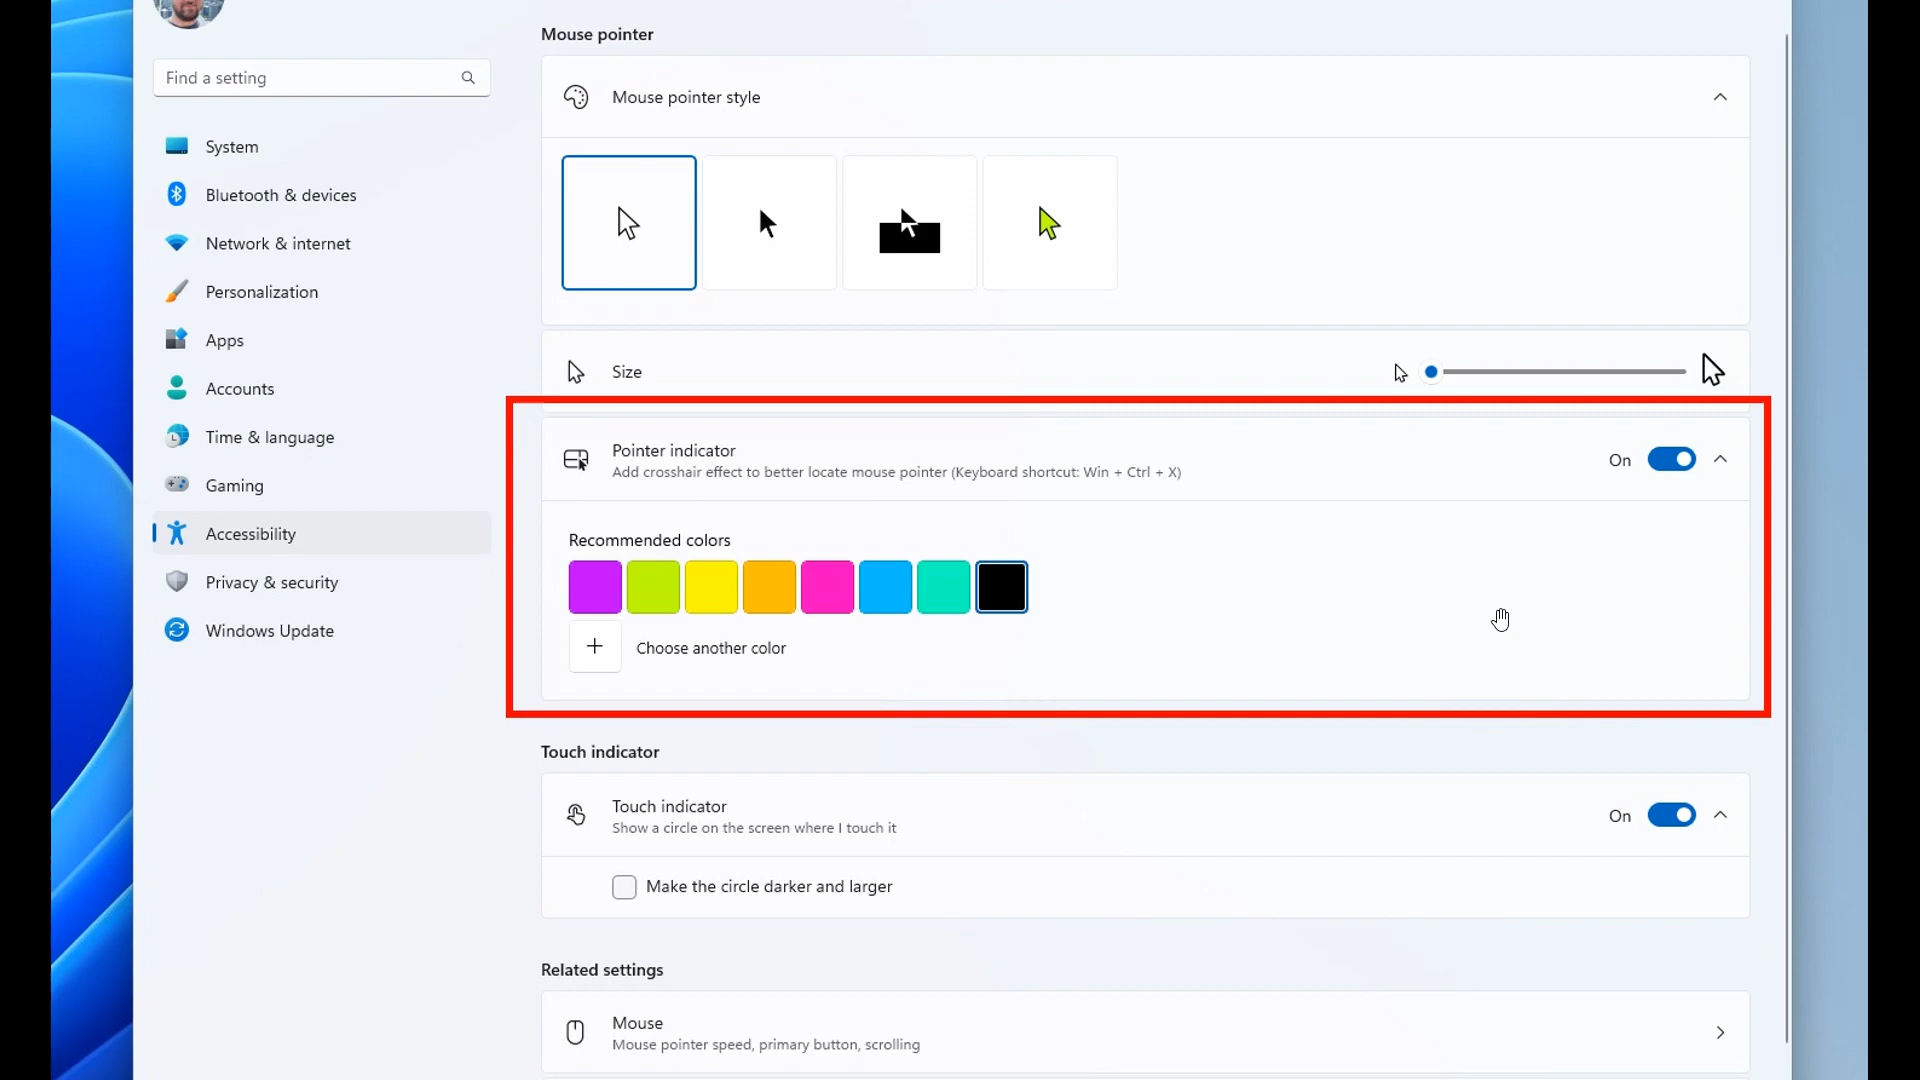 Find a setting
System
Bluetooth & devices
Network & internet
Personalization
Apps
Accounts
Time & language
Gaming
Accessibility
Privacy & security
Windows Update
Mouse pointer
Mouse pointer style
Size
Pointer indicator
Add crosshair effect to better locate mouse pointer (Keyboard shortcut: Win + Ctrl + X)
On
Recommended colors
Choose another color
Touch indicator
Touch indicator
Show a circle on the screen where I touch it
On
Make the circle darker and larger
Related settings
Mouse
Mouse pointer speed, primary button, scrolling